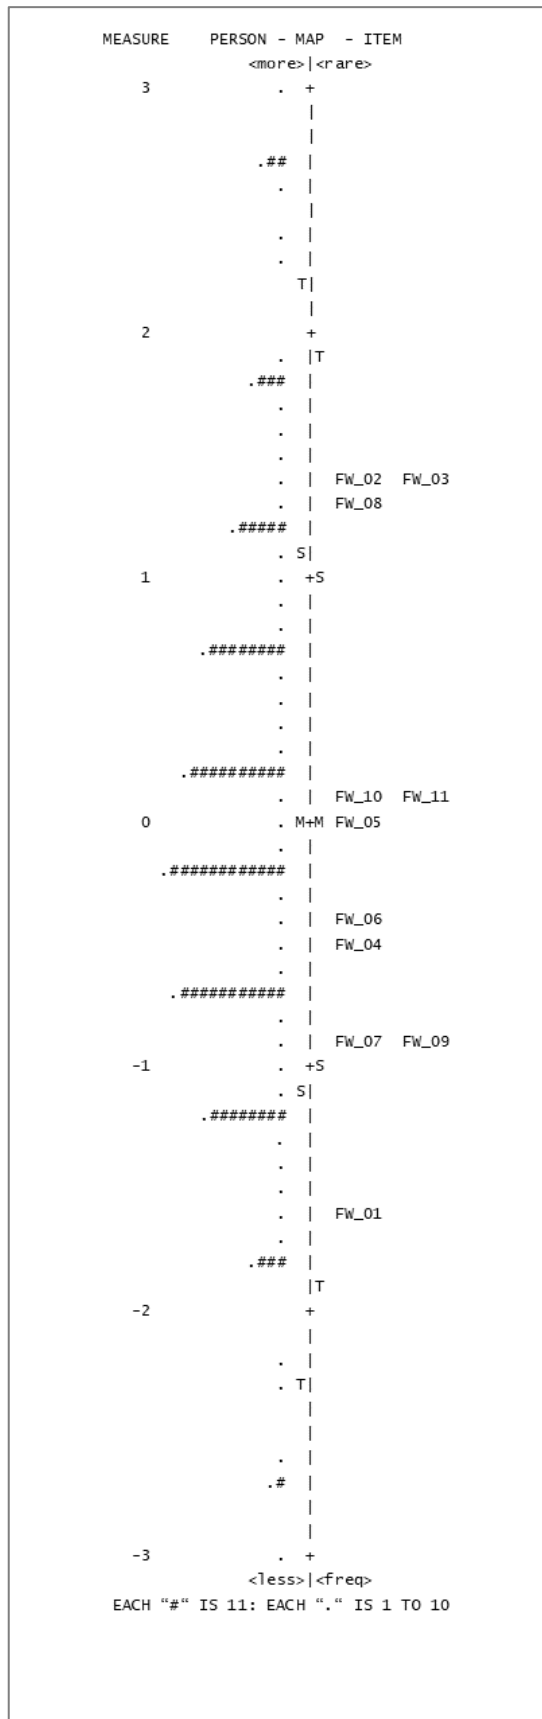 MEASURE PERSON - MAP - ITEM
<more>|<rare>
3 . +
|
|
.## |
. |
|
. |
. |
T|
|
2 +
. |T
.### |
. |
. |
. |
. | FW_02 FW_03
. | FW_08
.##### |
. S|
1 . +S
. |
. |
.######## |
. |
. |
. |
. |
.########## |
. | FW_10 FW_11
0 . M+M FW_05
. |
.############ |
. |
. | FW_06
. | FW_04
. |
.########### |
. |
. | FW_07 FW_09
-1 . +S
. S|
.######## |
. |
. |
. |
. | FW_01
. |
.### |
|T
-2 +
|
. |
. T|
|
|
. |
.# |
|
|
-3 . +
<less>|<freq>
EACH "#" IS 11: EACH "." IS 1 TO 10